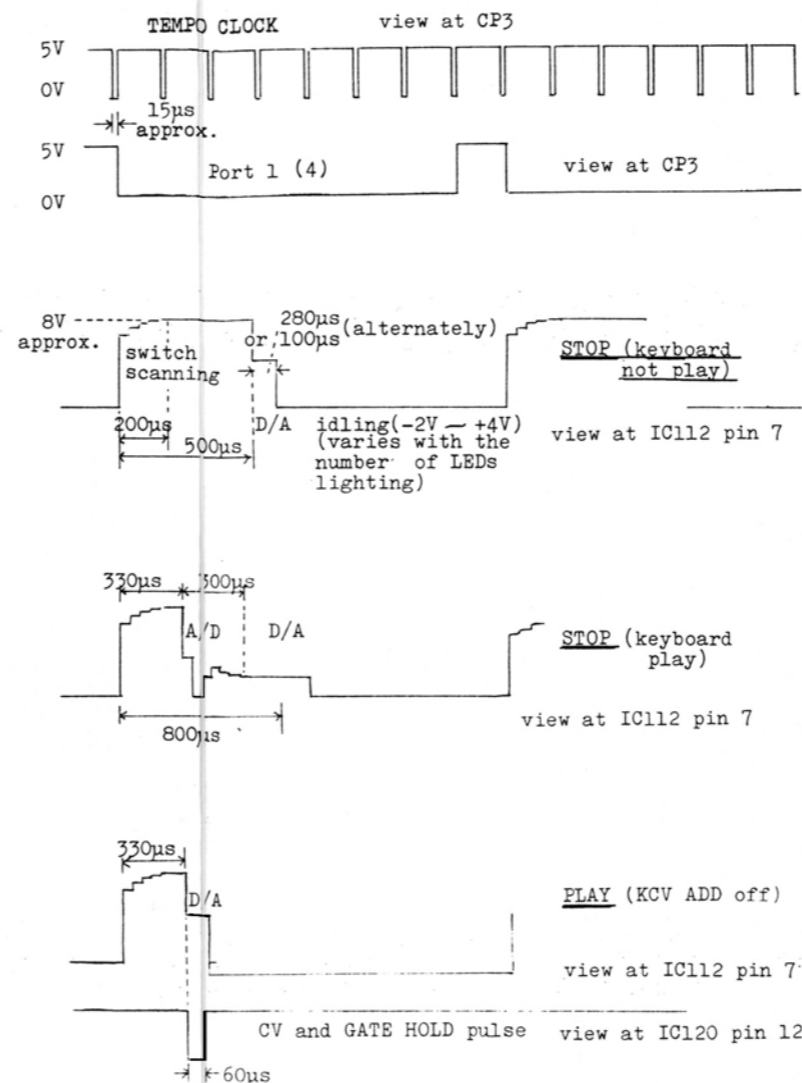 TEMPO CLOCK view at CP3
5V
0V
15µs
approx.
5V
Port 1 (4) view at CP3
0V
8V
approx.
280µs
or 100µs (alternately)
switch
scanning
STOP (keyboard
not play)
200µs
D/A
idling(-2V ~ +4V)
500µs
(varies with the
number of LEDs
lighting)
view at IC112 pin 7
330µs
300µs
A/D
D/A
STOP (keyboard
play)
view at IC112 pin 7
800µs
330µs
D/A
PLAY (KCV ADD off)
view at IC112 pin 7
CV and GATE HOLD pulse view at IC120 pin 12
60µs